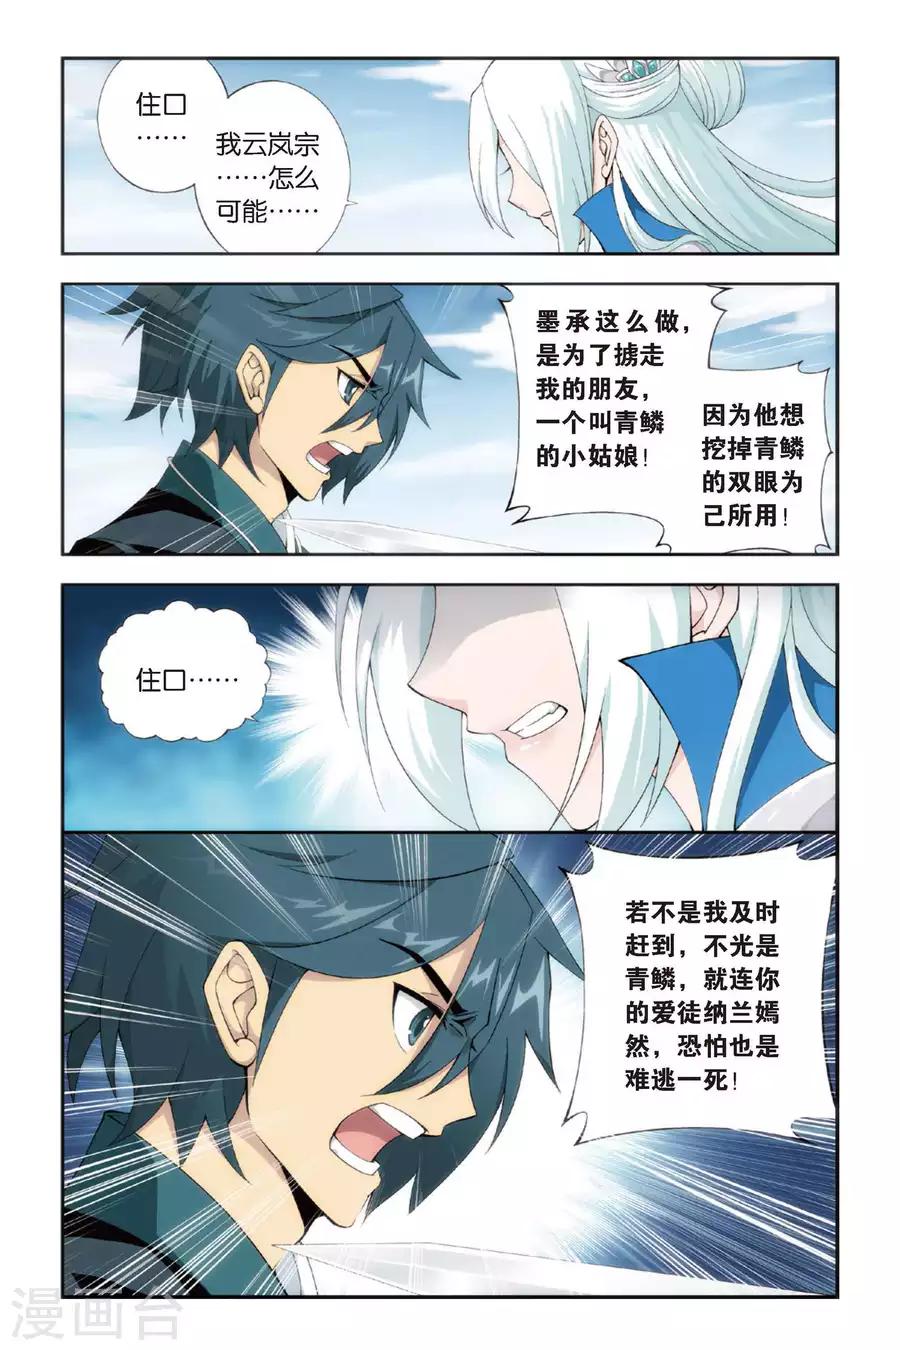 住口
……
我云岚宗
……怎么
可能……
墨承这么做，
是为了掳走
我的朋友，
一个叫青鳞
的小姑娘！
因为他想
挖掉青鳞
的双眼为
己所用！
住口……
若不是我及时
赶到，不光是
青鳞，就连你
的爱徒纳兰嫣
然，恐怕也是
难逃一死！
漫画台